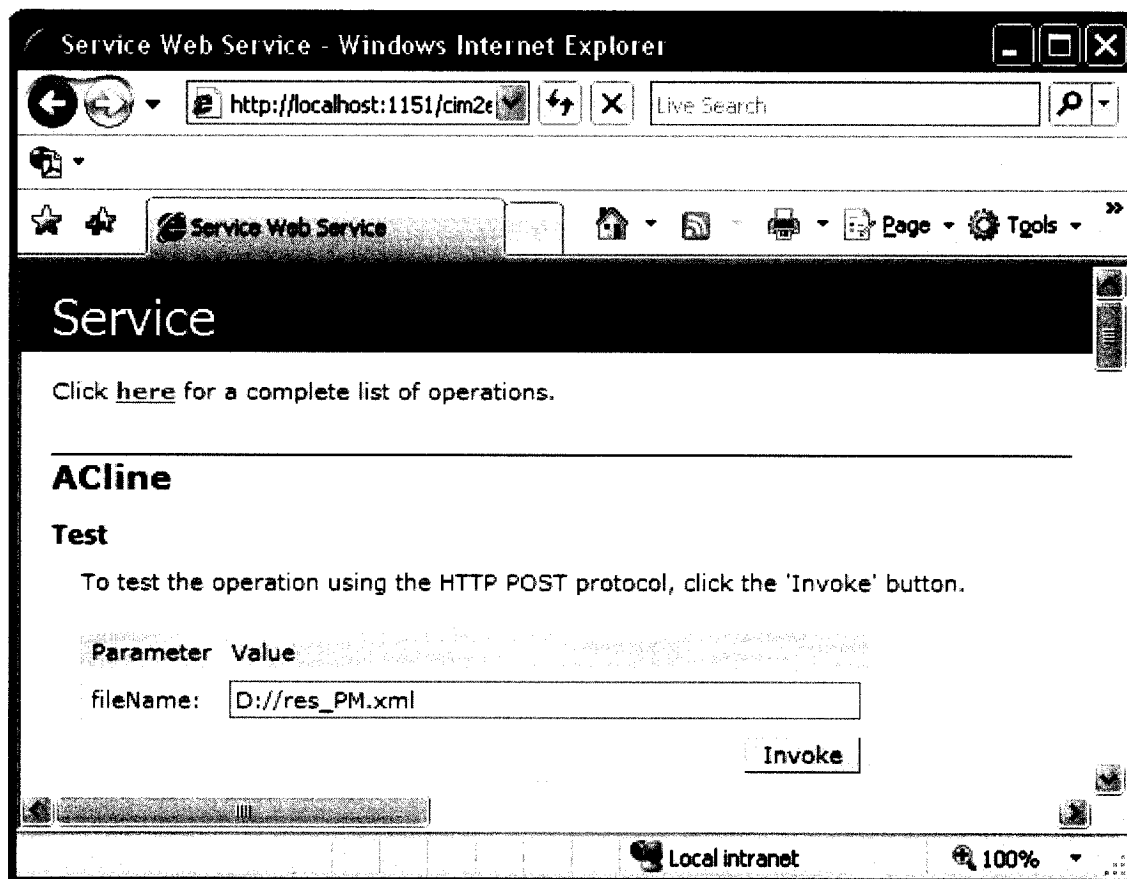 Service Web Service - Windows Internet Explorer
http://localhost:1151/cim2e
Live Search
Service Web Service
Page
Tools
»
Service
Click here for a complete list of operations.
ACline
Test
To test the operation using the HTTP POST protocol, click the 'Invoke' button.
Parameter Value
fileName: D://res_PM.xml
Invoke
Local intranet 100%